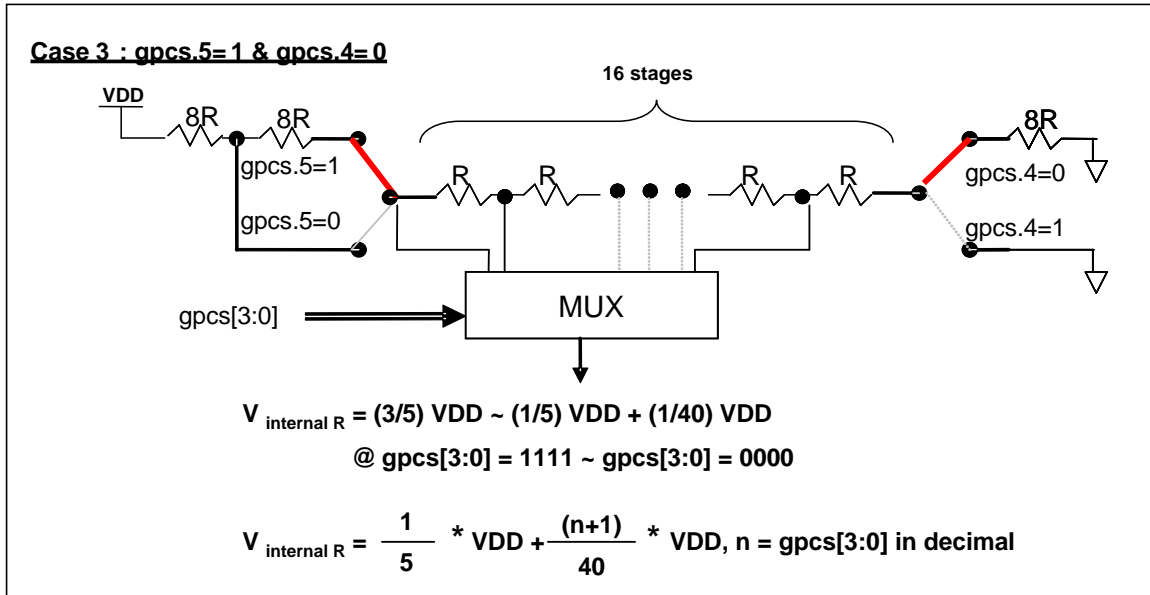 Case 3 : gpcs.5=1 & gpcs.4=0
16 stages
VDD
8R 8R 8R
gpcs.5=1 R R R R gpcs.4=0
gpcs.5=0 gpcs.4=1
MUX
gpcs[3:0]
V internal R = (3/5) VDD ~ (1/5) VDD + (1/40) VDD
@ gpcs[3:0] = 1111 ~ gpcs[3:0] = 0000
V internal R = 1/5 * VDD + (n+1)/40 * VDD, n = gpcs[3:0] in decimal